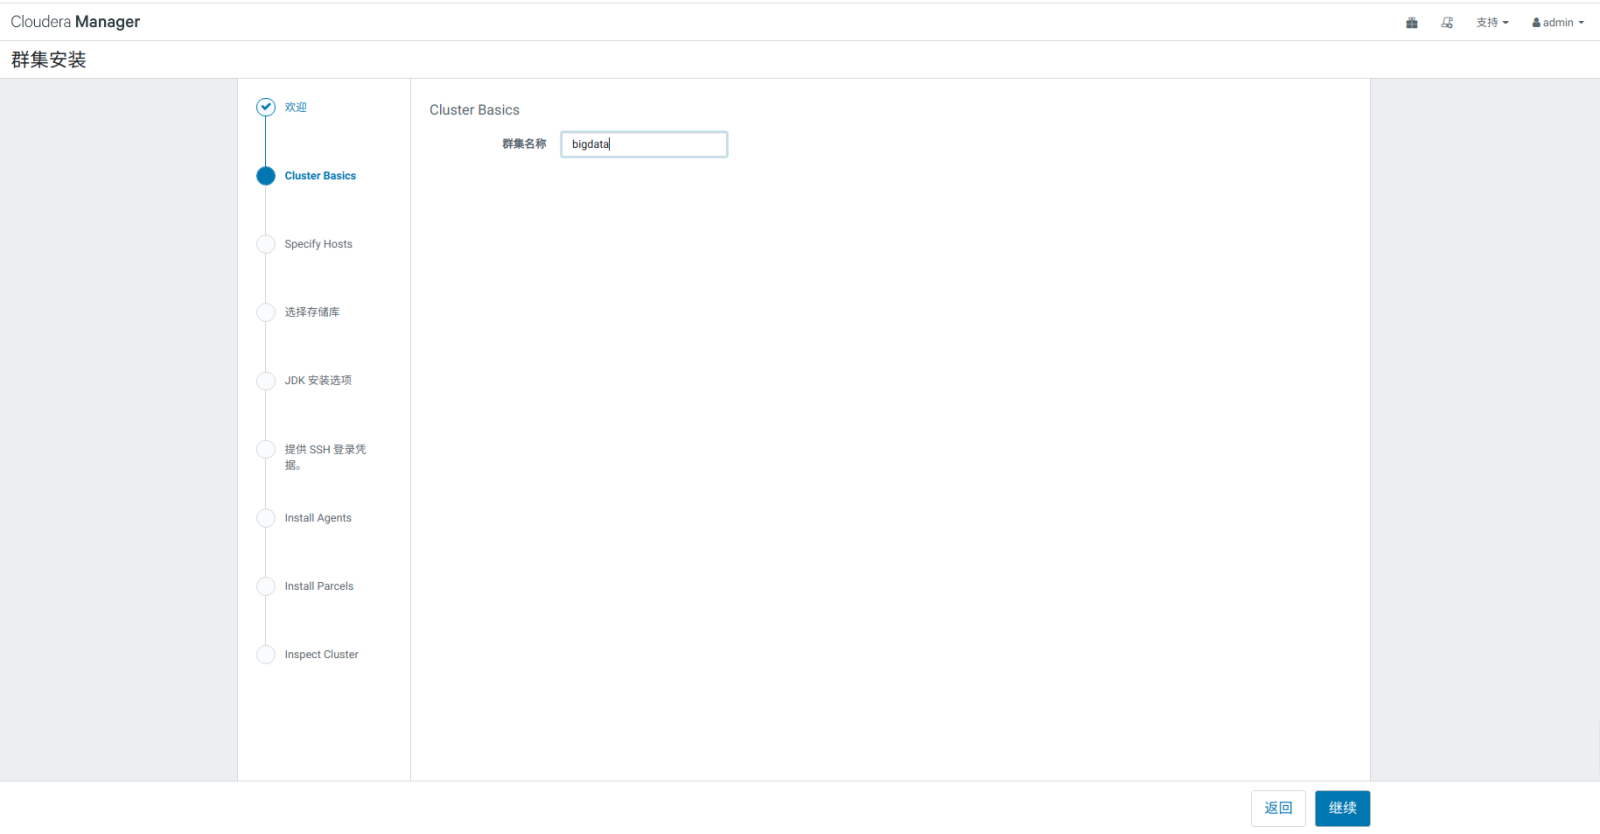 Cloudera Manager
支持
admin
群集安装
欢迎
Cluster Basics
Specify Hosts
选择存储库
JDK 安装选项
提供 SSH 登录凭
据。
Install Agents
Install Parcels
Inspect Cluster
Cluster Basics
群集名称 bigdata
返回
继续